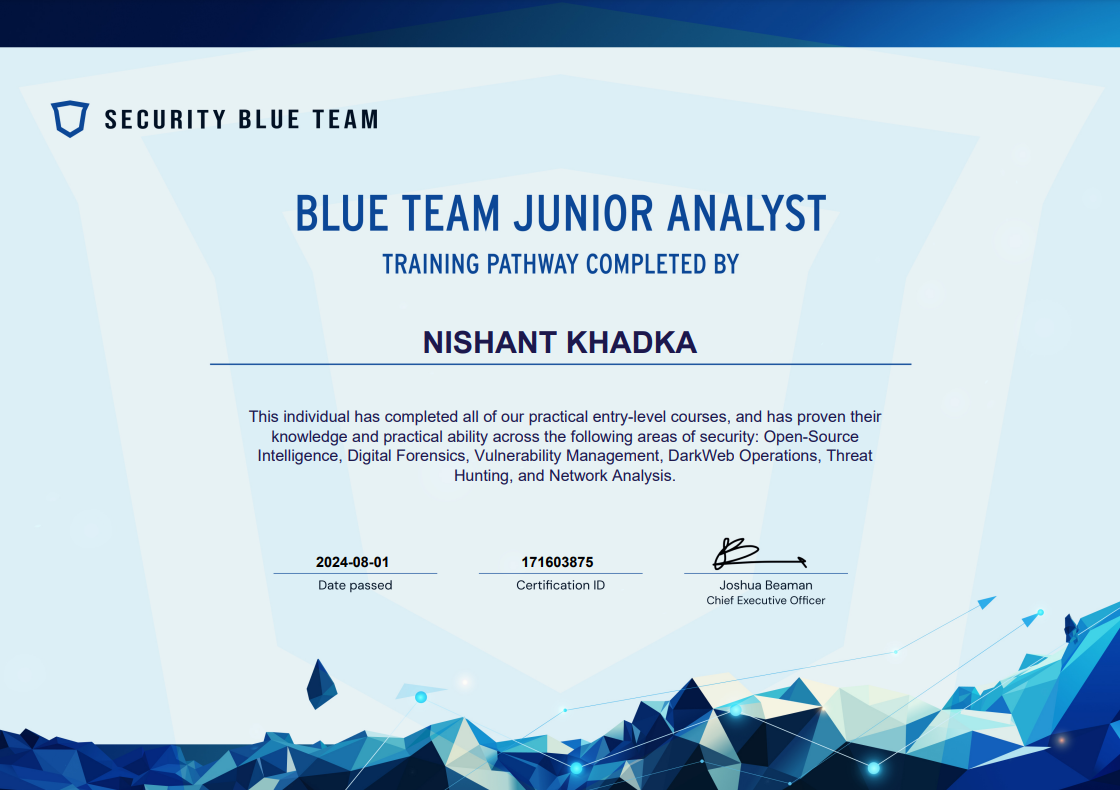 SECURITY BLUE TEAM
BLUE TEAM JUNIOR ANALYST
TRAINING PATHWAY COMPLETED BY
NISHANT KHADKA
This individual has completed all of our practical entry-level courses, and has proven their
knowledge and practical ability across the following areas of security: Open-Source
Intelligence, Digital Forensics, Vulnerability Management, DarkWeb Operations, Threat
Hunting, and Network Analysis.
2024-08-01 171603875
Date passed Certification ID Joshua Beaman
Chief Executive Officer